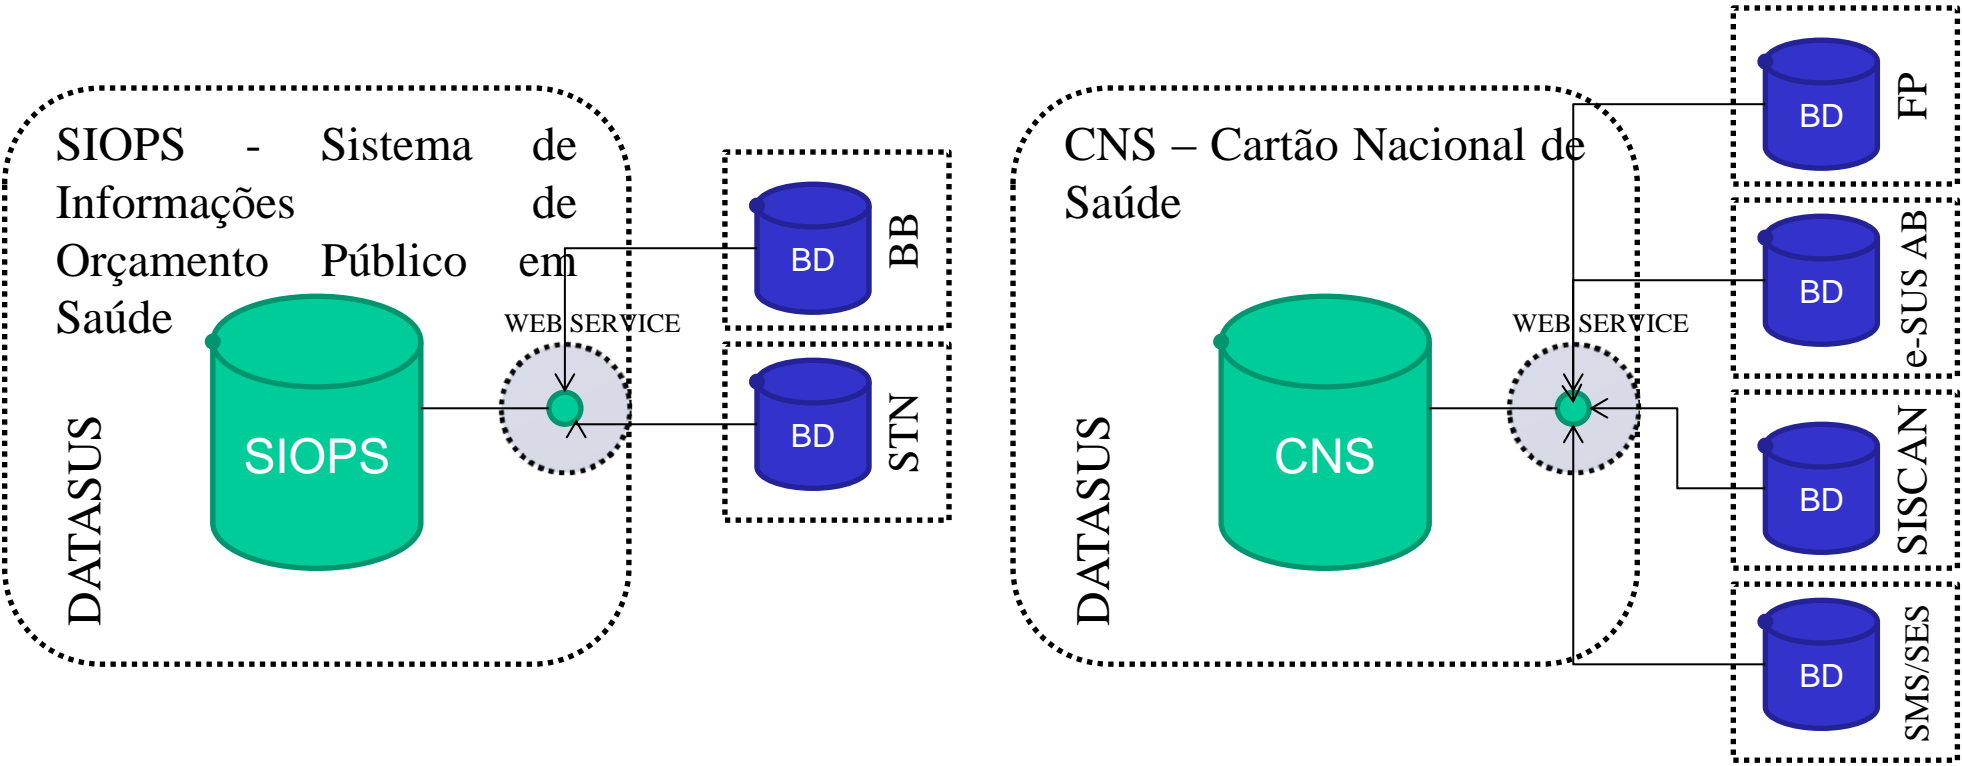 SIOPS - Sistema de
Informações de
Orçamento Público em
Saúde
WEB SERVICE
SIOPS
DATASUS
BD
BB
BD
STN
CNS – Cartão Nacional de
Saúde
WEB SERVICE
CNS
DATASUS
BD
FP
BD
e-SUS AB
BD
SISCAN
BD
SMS/SES